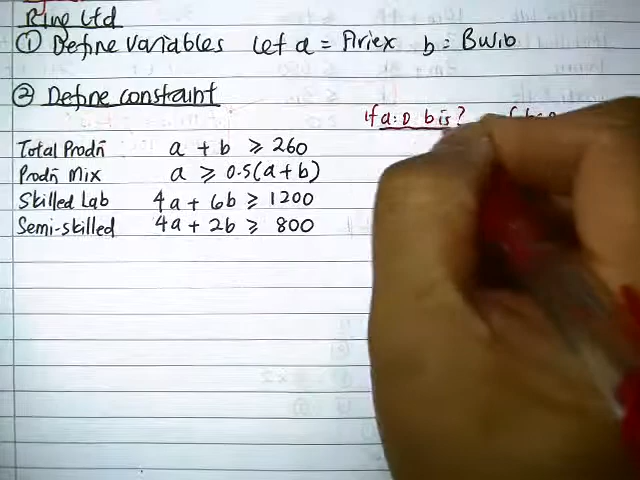 Ring Ltd
① Define Variables let a = Ariex b = Bwib
② Define constraint
If a=0 b is?
Total Prodn̄ a + b ≥ 260
Prodn̄ Mix a ≥ 0.5(a+b)
Skilled Lab 4a + 6b ≥ 1200
Semi-skilled 4a + 2b ≥ 800